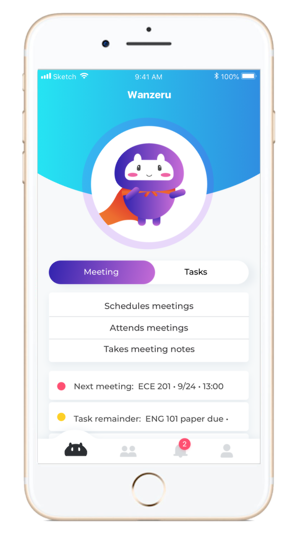 Sketch 9:41 AM 100%
Wanzeru
Meeting Tasks
Schedules meetings
Attends meetings
Takes meeting notes
Next meeting: ECE 201 • 9/24 • 13:00
Task remainder: ENG 101 paper due •
2